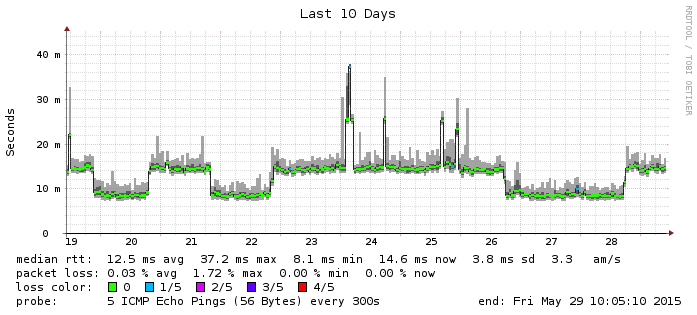 Last 10 Days
RRDTOOL / TOBI OETIKER
Seconds
40 m
30 m
20 m
10 m
0
19 20 21 22 23 24 25 26 27 28
median rtt: 12.5 ms avg 37.2 ms max 8.1 ms min 14.6 ms now 3.8 ms sd 3.3 am/s
packet loss: 0.03 % avg 1.72 % max 0.00 % min 0.00 % now
loss color: 0 1/5 2/5 3/5 4/5
probe: 5 ICMP Echo Pings (56 Bytes) every 300s end: Fri May 29 10:05:10 2015